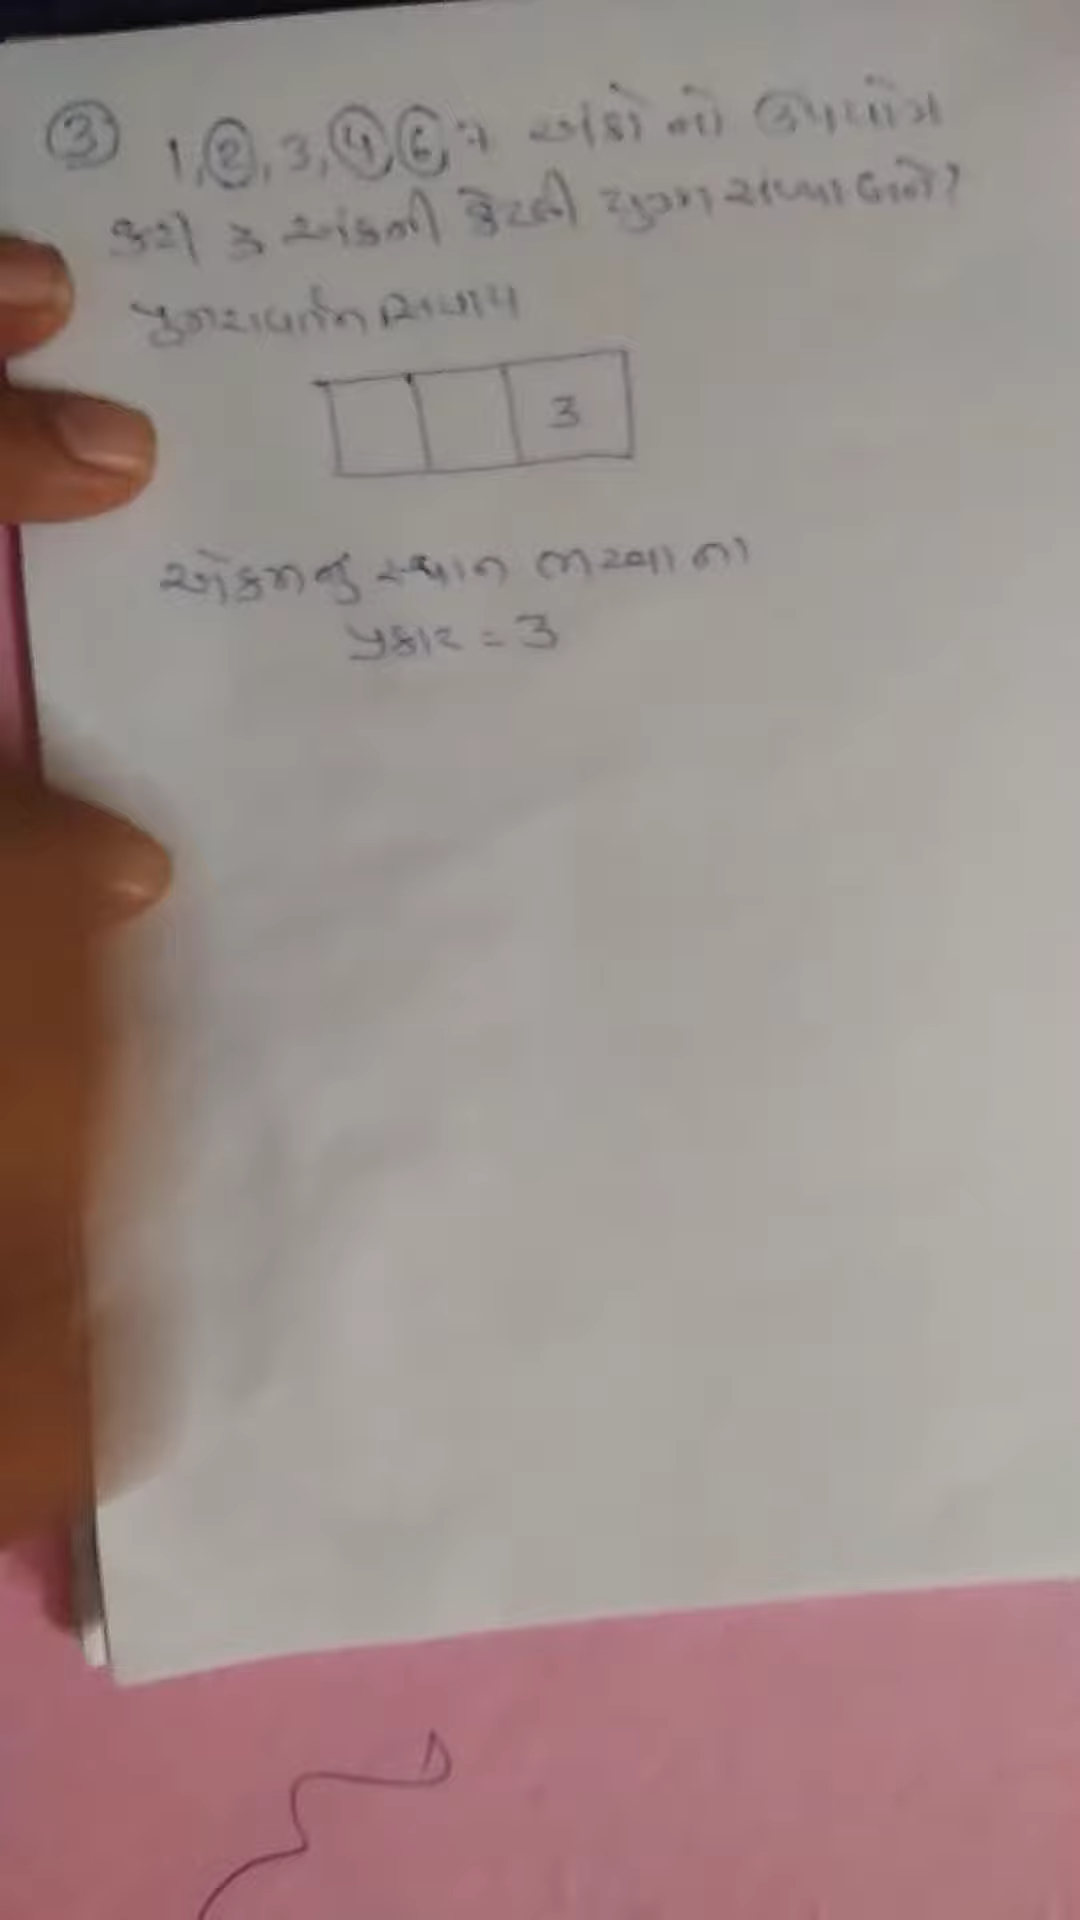 ③ 1, ②, 3, ④, ⑥, 7 અંકો નો ઉપયોગ
કરી ૩ અંકની કેટલી યુગ્મ સંખ્યા બને?
પુનરાવર્તન સિવાય
3
એકમનું સ્થાન ભરવાના
પ્રકાર = 3